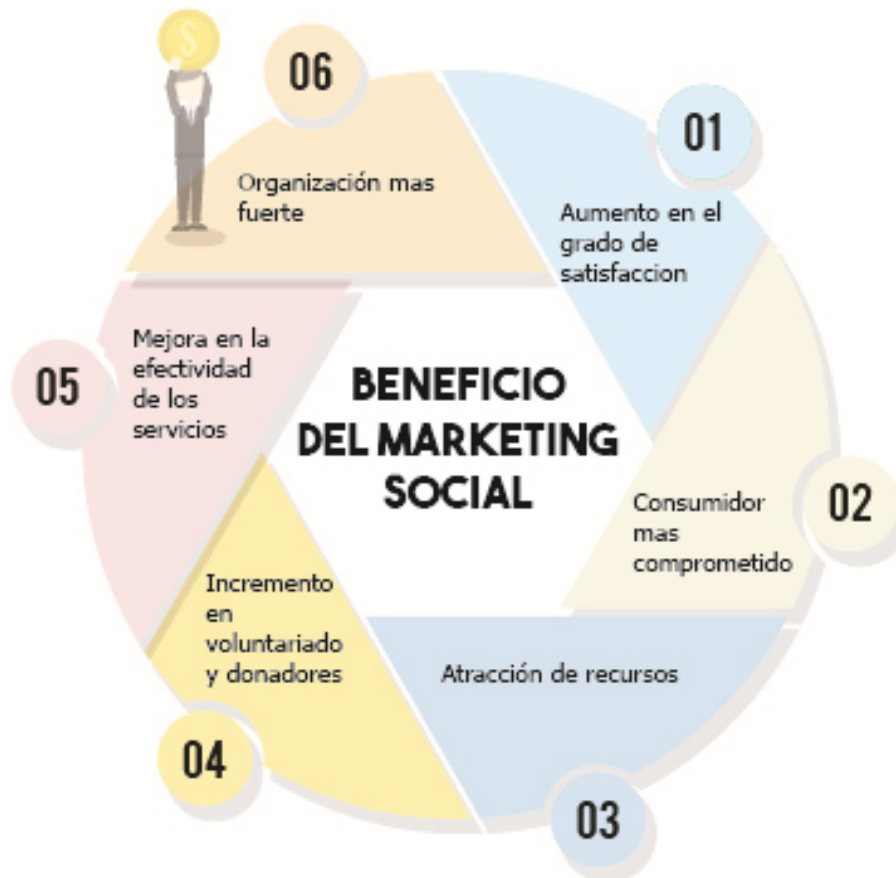 BENEFICIO
DEL MARKETING
SOCIAL
01
Aumento en el
grado de
satisfaccion
02
Consumidor
mas
comprometido
03
Atracción de recursos
04
Incremento
en
voluntariado
y donadores
05
Mejora en la
efectividad
de los
servicios
06
Organización mas
fuerte
$